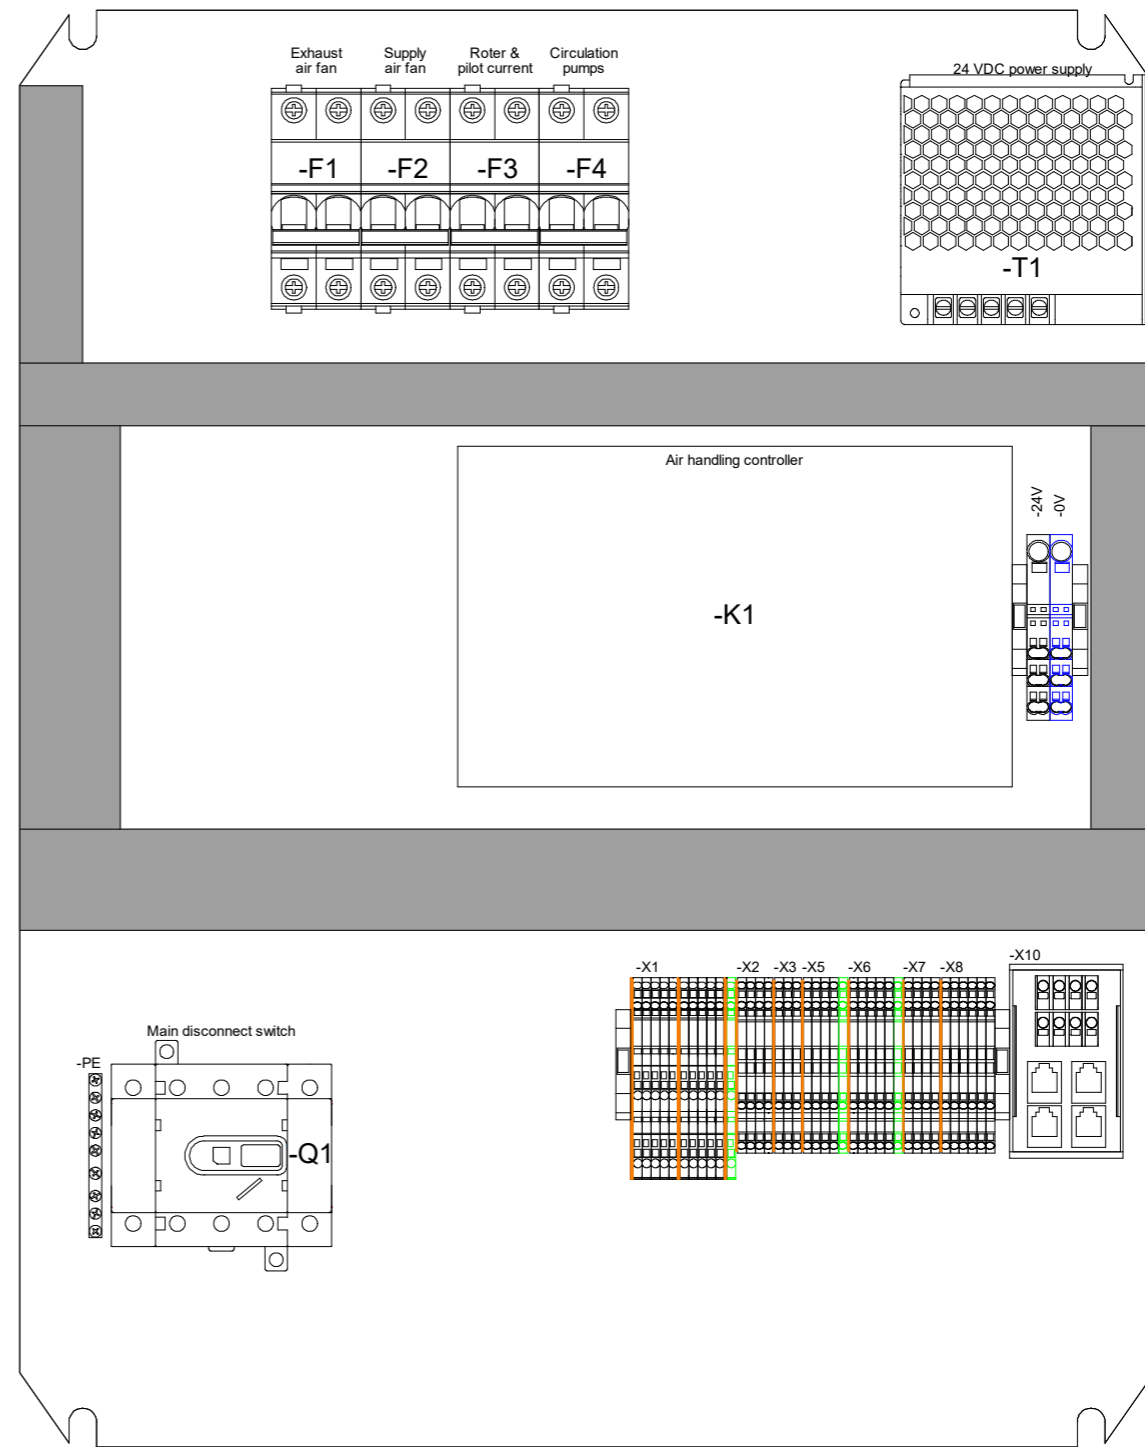 Exhaust
air fan
Supply
air fan
Roter &
pilot current
Circulation
pumps
24 VDC power supply
-F1
-F2
-F3
-F4
-T1
Air handling controller
-24V
-0V
-K1
-X1
-X2
-X3
-X5
-X6
-X7
-X8
-X10
Main disconnect switch
-PE
-Q1